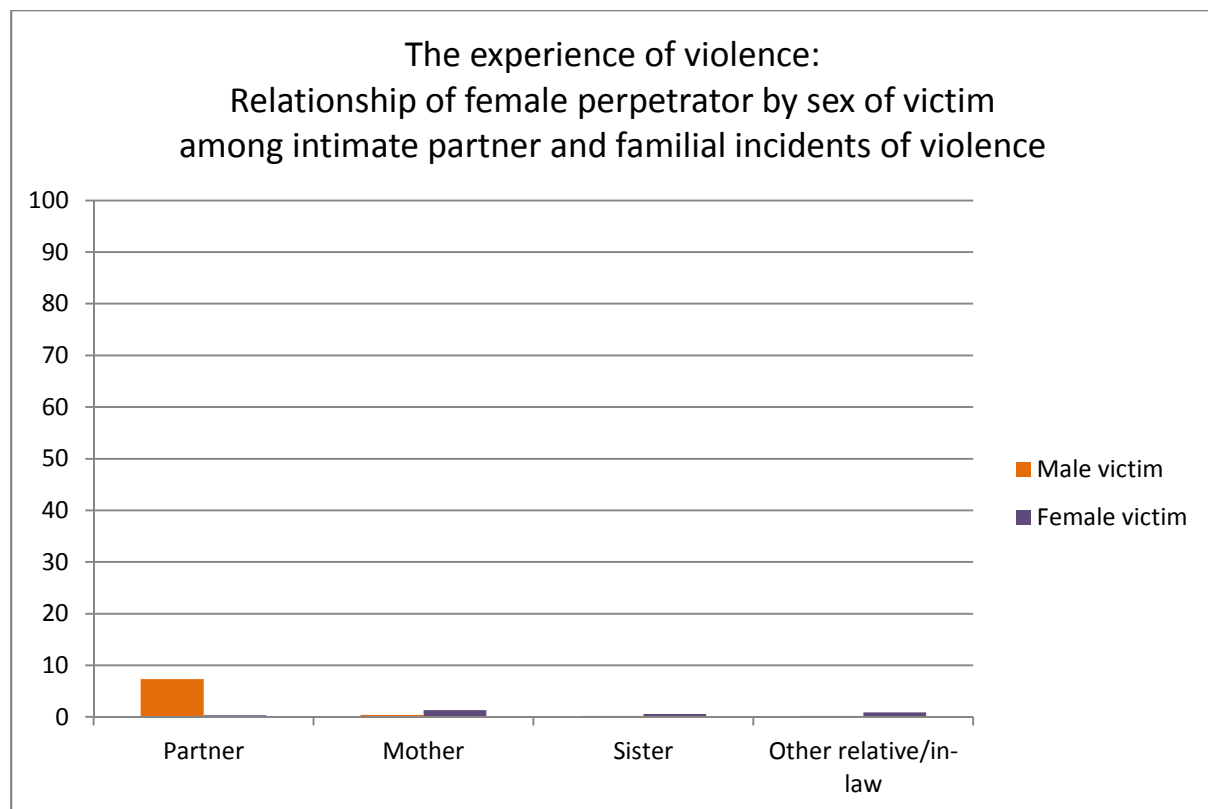 The experience of violence:
Relationship of female perpetrator by sex of victim
among intimate partner and familial incidents of violence
100
90
80
70
60
50
40
30
20
10
0
Partner
Mother
Sister
Other relative/in-
law
Male victim
Female victim